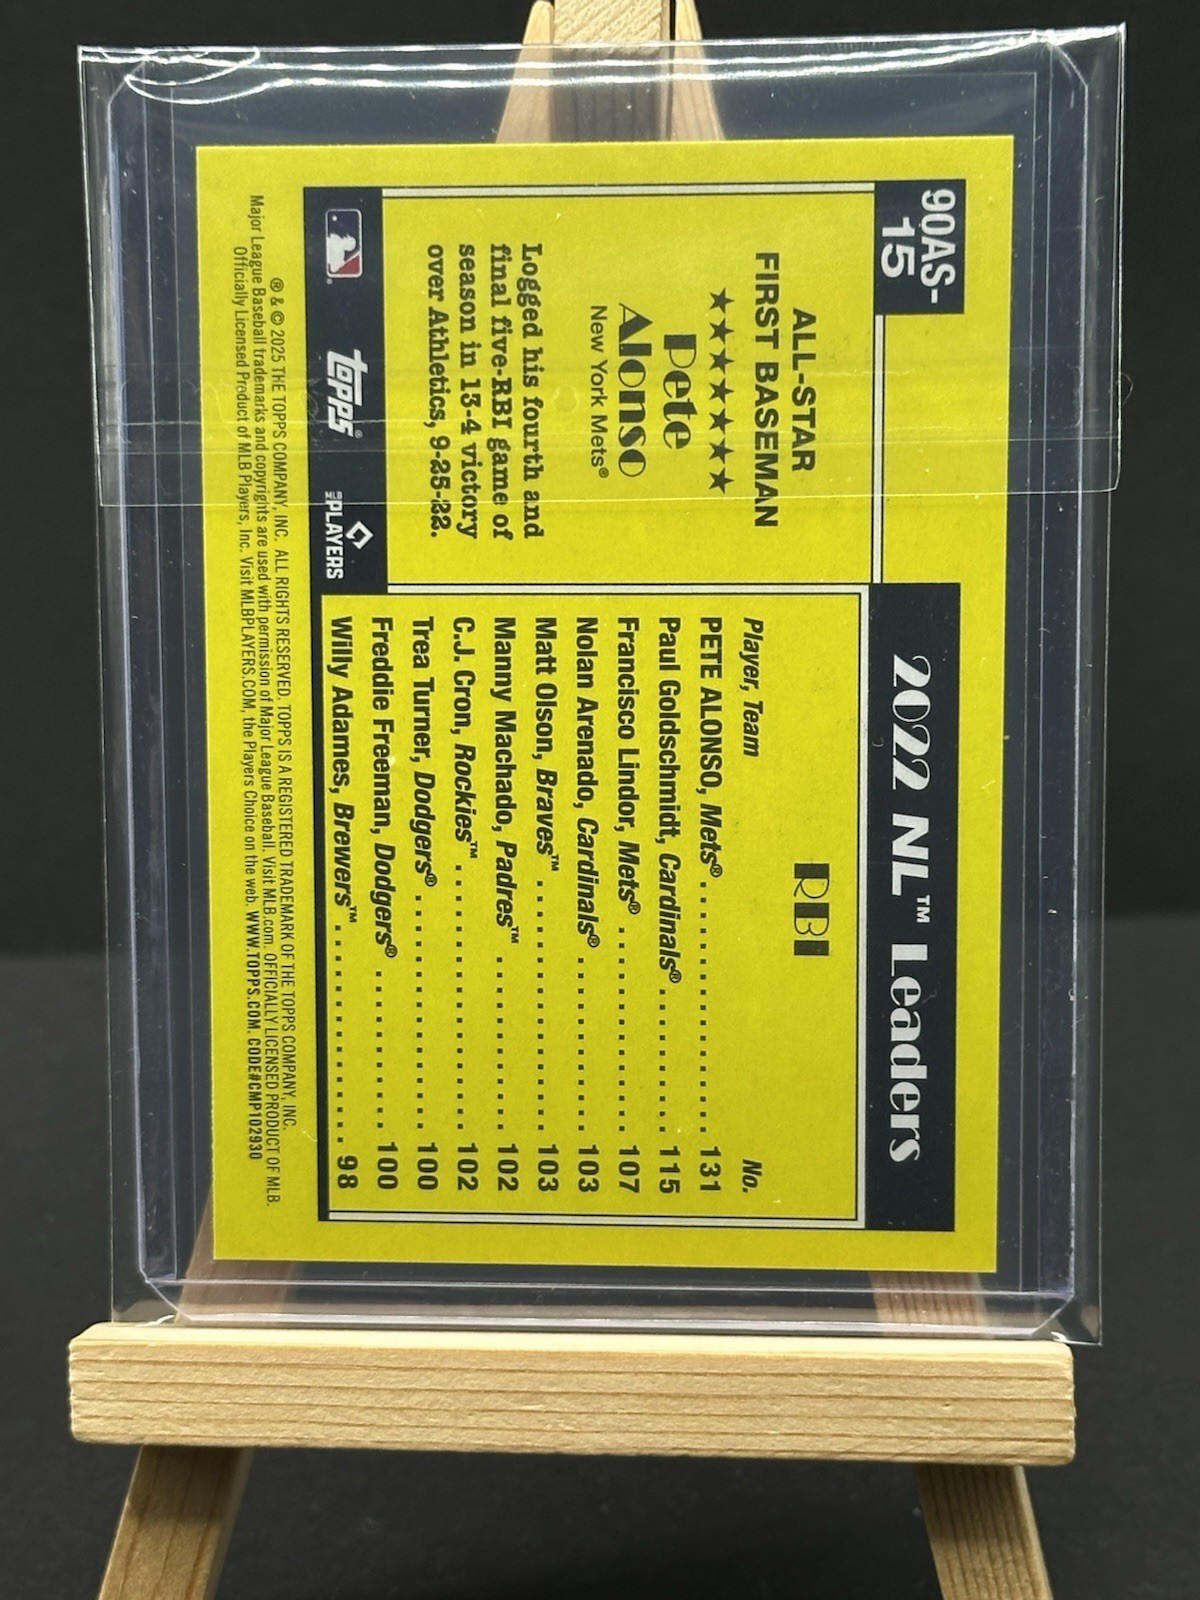 90AS-
15
ALL-STAR
FIRST BASEMAN
★★★★★★★
Pete
Alonso
New York Mets®
Logged his fourth and
final five-RBI game of
season in 13-4 victory
over Athletics, 9-25-22.
topps®
MLB PLAYERS
2022 NL™ Leaders
RBI
Player, Team No.
PETE ALONSO, Mets® 131
Paul Goldschmidt, Cardinals® 115
Francisco Lindor, Mets® 107
Nolan Arenado, Cardinals® 103
Matt Olson, Braves™ 103
Manny Machado, Padres™ 102
C.J. Cron, Rockies™ 102
Trea Turner, Dodgers® 100
Freddie Freeman, Dodgers® 100
Willy Adames, Brewers™ 98
® & © 2025 THE TOPPS COMPANY, INC. ALL RIGHTS RESERVED. TOPPS IS A REGISTERED TRADEMARK OF THE TOPPS COMPANY, INC.
Major League Baseball trademarks and copyrights are used with permission of Major League Baseball. Visit MLB.com. OFFICIALLY LICENSED PRODUCT OF MLB.
Officially Licensed Product of MLB Players, Inc. Visit MLBPLAYERS.COM, the Players Choice on the web. WWW.TOPPS.COM. CODE#CMP102930